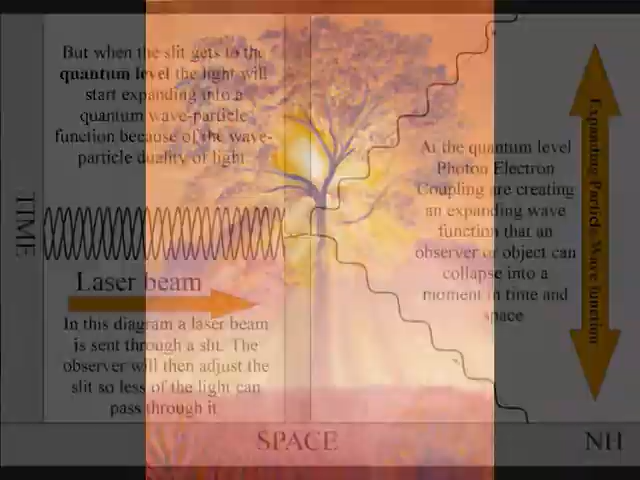 But when the slit gets to the
quantum level the light will
start expanding into a
quantum wave-particle
function because of the wave-
particle duality of light
TIME
Laser beam
In this diagram a laser beam
is sent through a slit. The
observer will then adjust the
slit so less of the light can
pass through it
At the quantum level
Photon Electron
Coupling are creating
an expanding wave
function that an
observer or object can
collapse into a
moment in time and
space
Expanding Particle Wave function
SPACE
NH